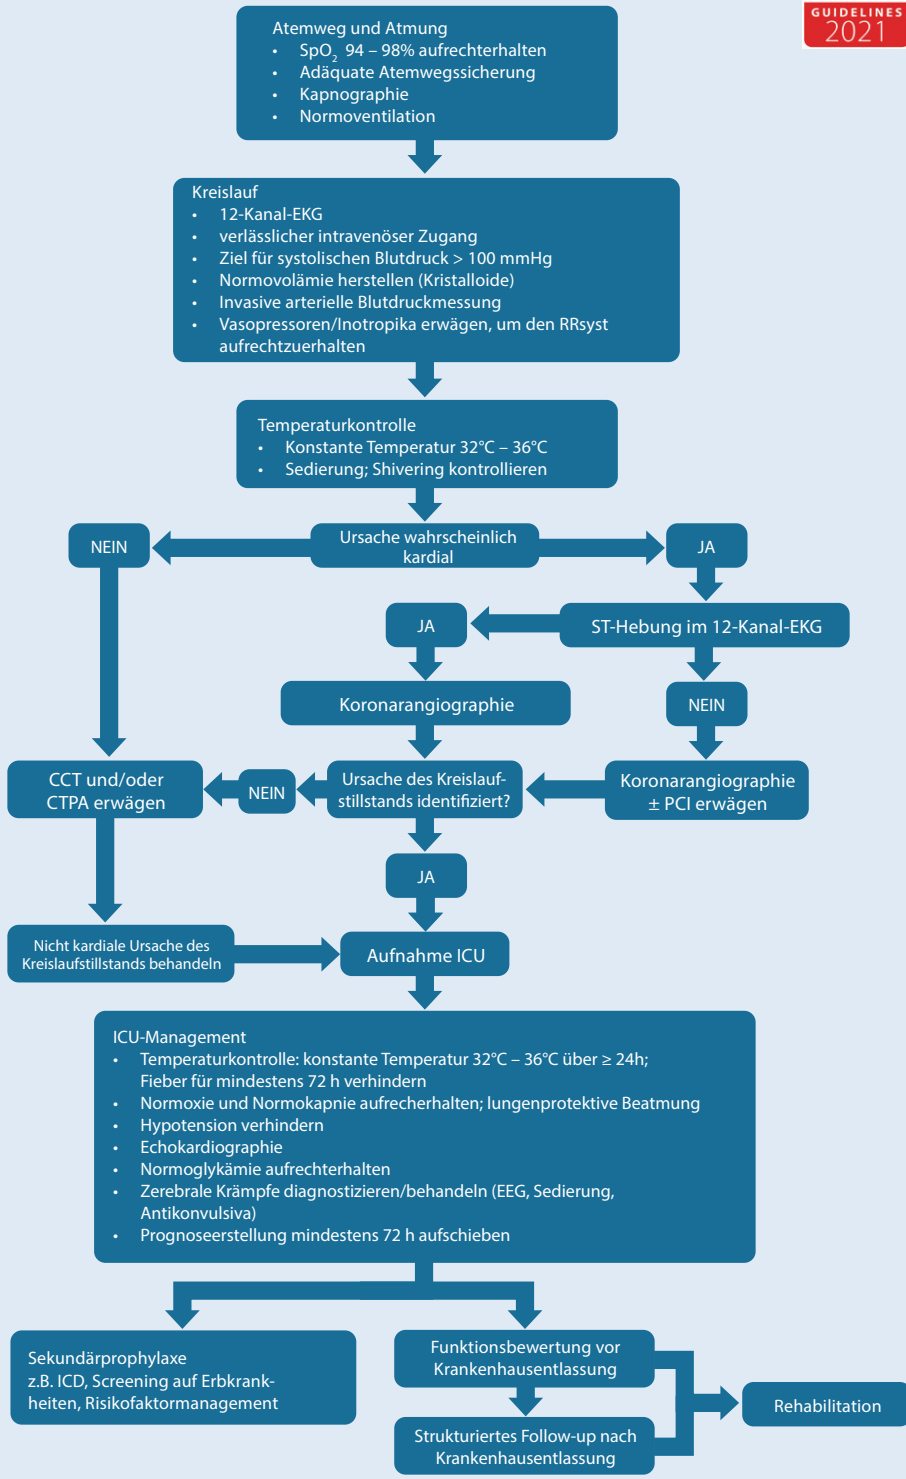 GUIDELINES
2021
Atemweg und Atmung
• SpO2 94 – 98% aufrechterhalten
• Adäquate Atemwegssicherung
• Kapnographie
• Normoventilation
Kreislauf
• 12-Kanal-EKG
• verlässlicher intravenöser Zugang
• Ziel für systolischen Blutdruck > 100 mmHg
• Normovolämie herstellen (Kristalloide)
• Invasive arterielle Blutdruckmessung
• Vasopressoren/Inotropika erwägen, um den RRsyst
aufrechtzuerhalten
Temperaturkontrolle
• Konstante Temperatur 32°C – 36°C
• Sedierung; Shivering kontrollieren
NEIN
Ursache wahrscheinlich
kardial
JA
JA
ST-Hebung im 12-Kanal-EKG
Koronarangiographie
NEIN
CCT und/oder
CTPA erwägen
NEIN
Ursache des Kreislauf-
stillstands identifiziert?
Koronarangiographie
± PCI erwägen
JA
Nicht kardiale Ursache des
Kreislaufstillstands behandeln
Aufnahme ICU
ICU-Management
• Temperaturkontrolle: konstante Temperatur 32°C – 36°C über ≥ 24h;
Fieber für mindestens 72 h verhindern
• Normoxie und Normokapnie aufrecherhalten; lungenprotektive Beatmung
• Hypotension verhindern
• Echokardiographie
• Normoglykämie aufrechterhalten
• Zerebrale Krämpfe diagnostizieren/behandeln (EEG, Sedierung,
Antikonvulsiva)
• Prognoseerstellung mindestens 72 h aufschieben
Sekundärprophylaxe
z.B. ICD, Screening auf Erbkrank-
heiten, Risikofaktormanagement
Funktionsbewertung vor
Krankenhausentlassung
Rehabilitation
Strukturiertes Follow-up nach
Krankenhausentlassung